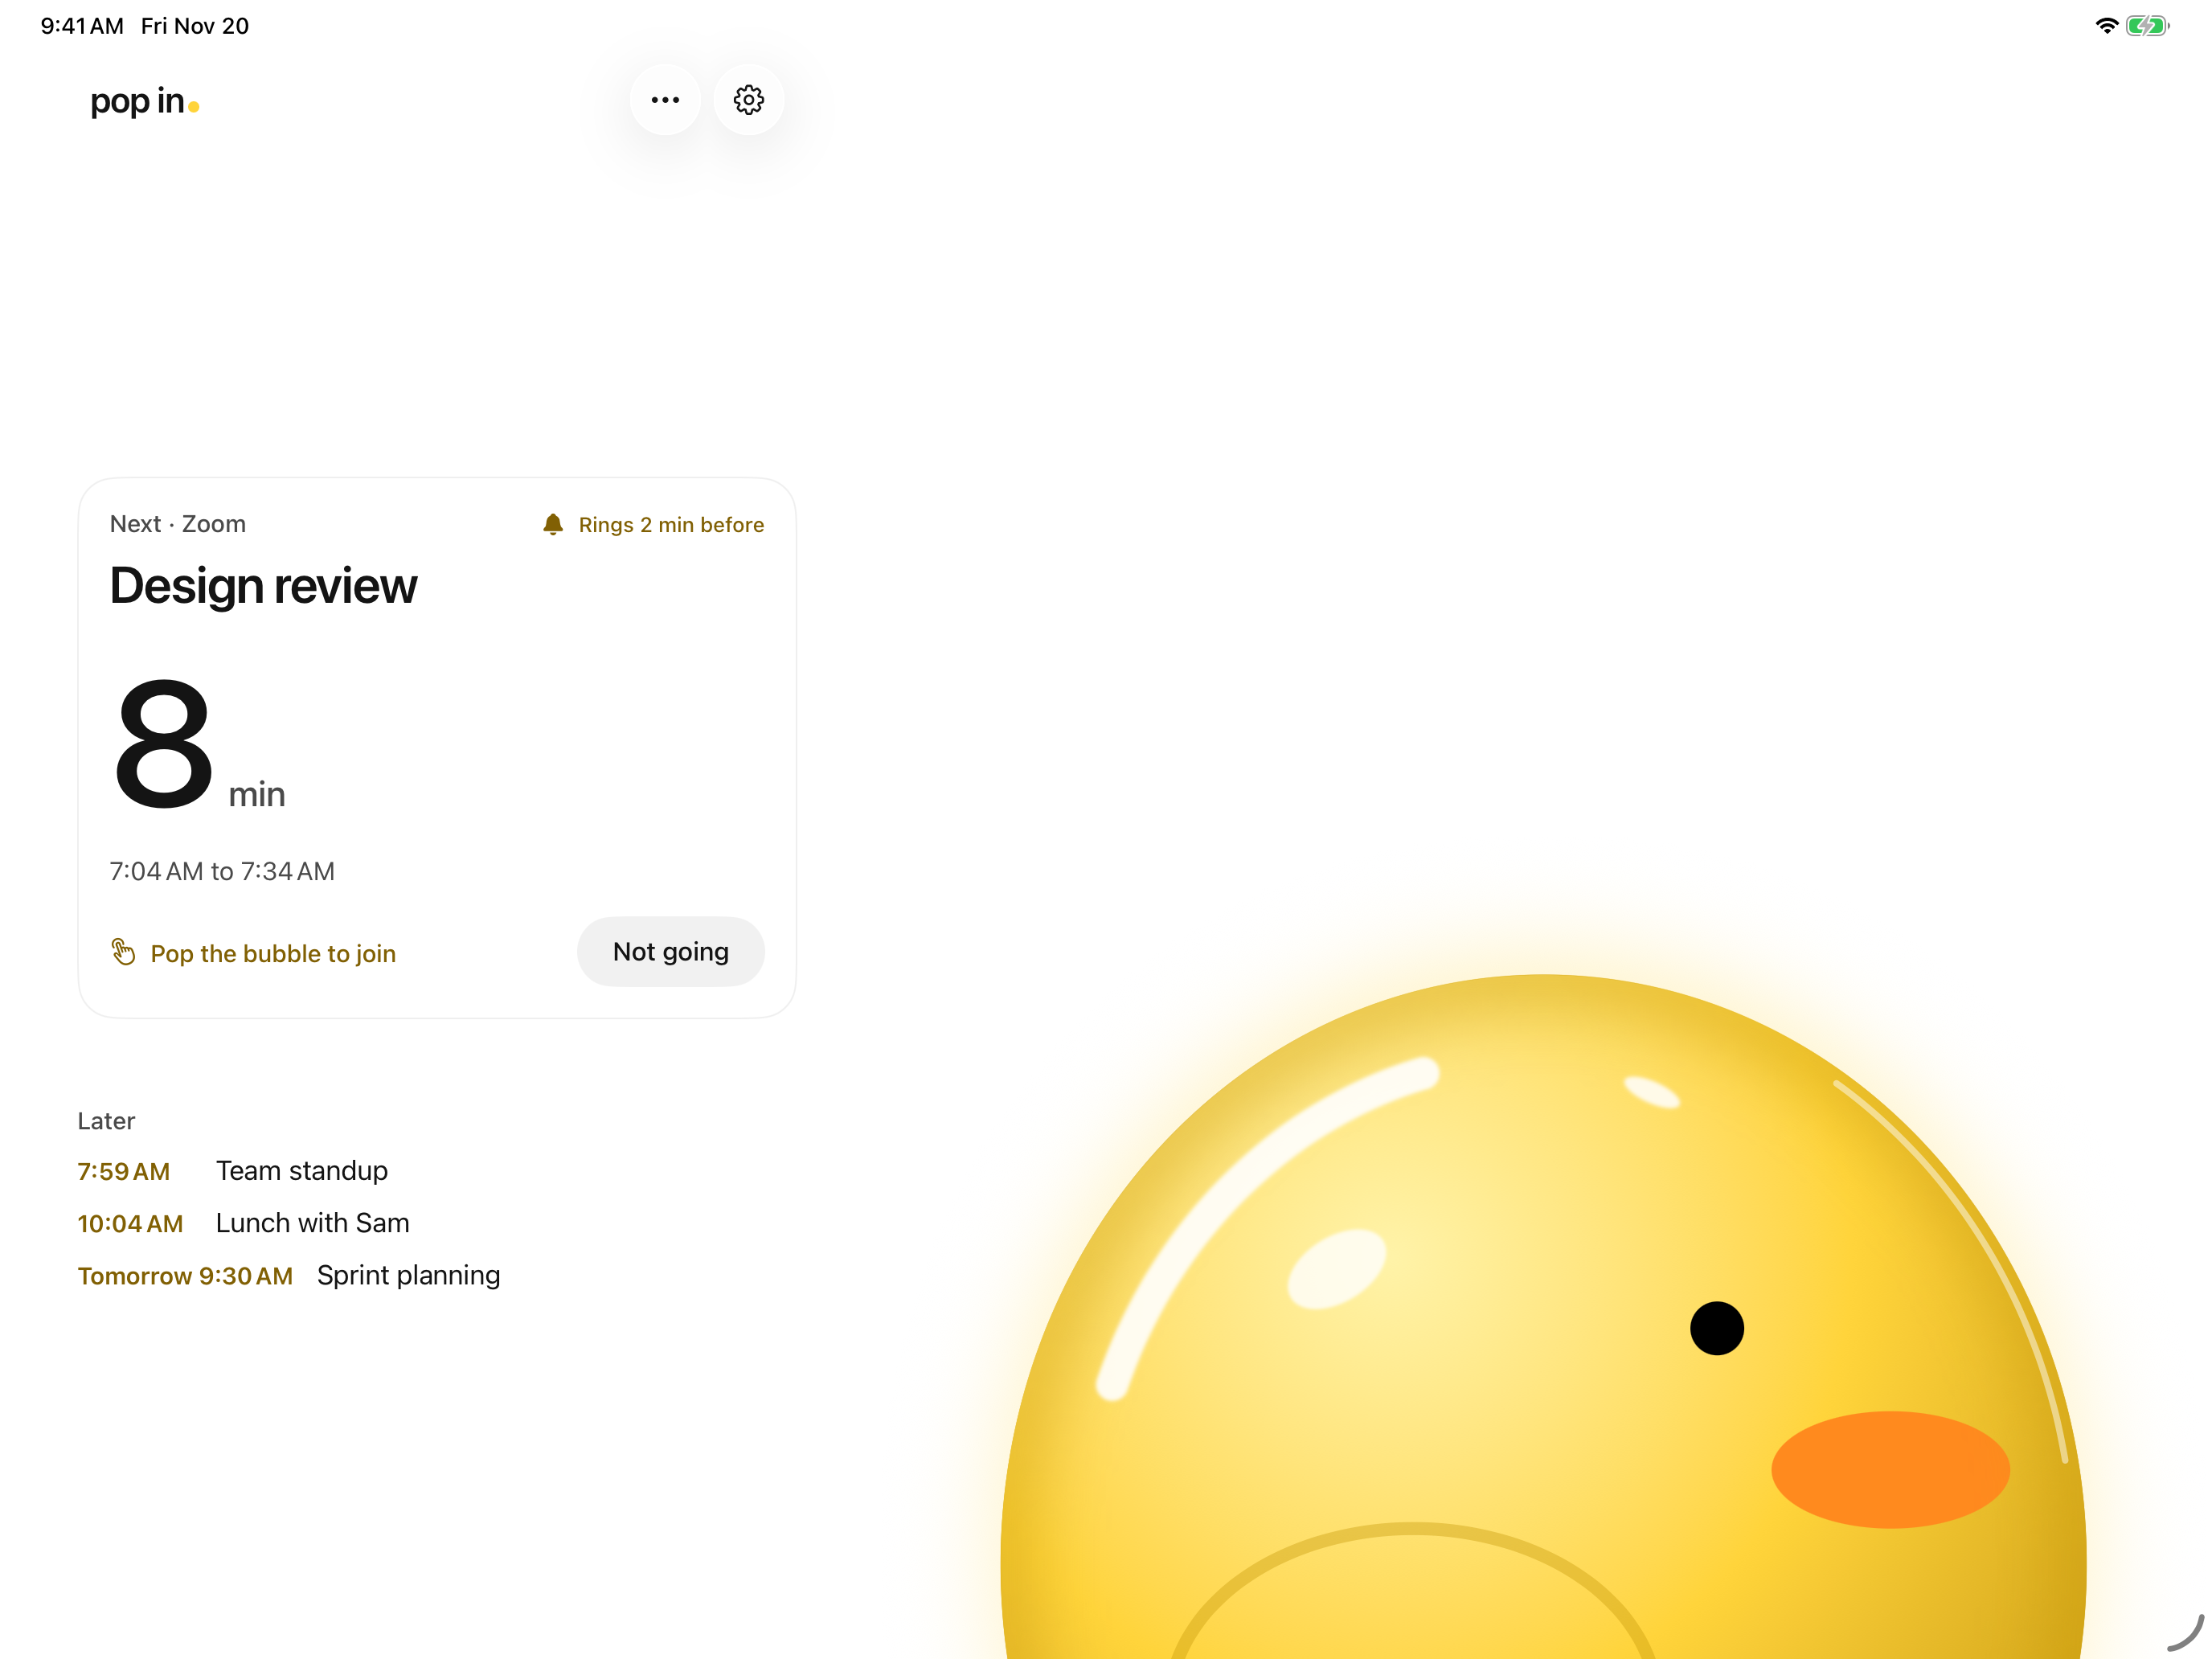 9:41 AM Fri Nov 20
pop in.
Next · Zoom
Rings 2 min before
Design review
8 min
7:04 AM to 7:34 AM
Pop the bubble to join
Not going
Later
7:59 AM Team standup
10:04 AM Lunch with Sam
Tomorrow 9:30 AM Sprint planning